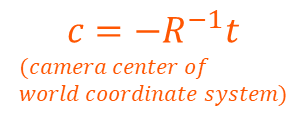 c = −R⁻¹t
(camera center of
world coordinate system)